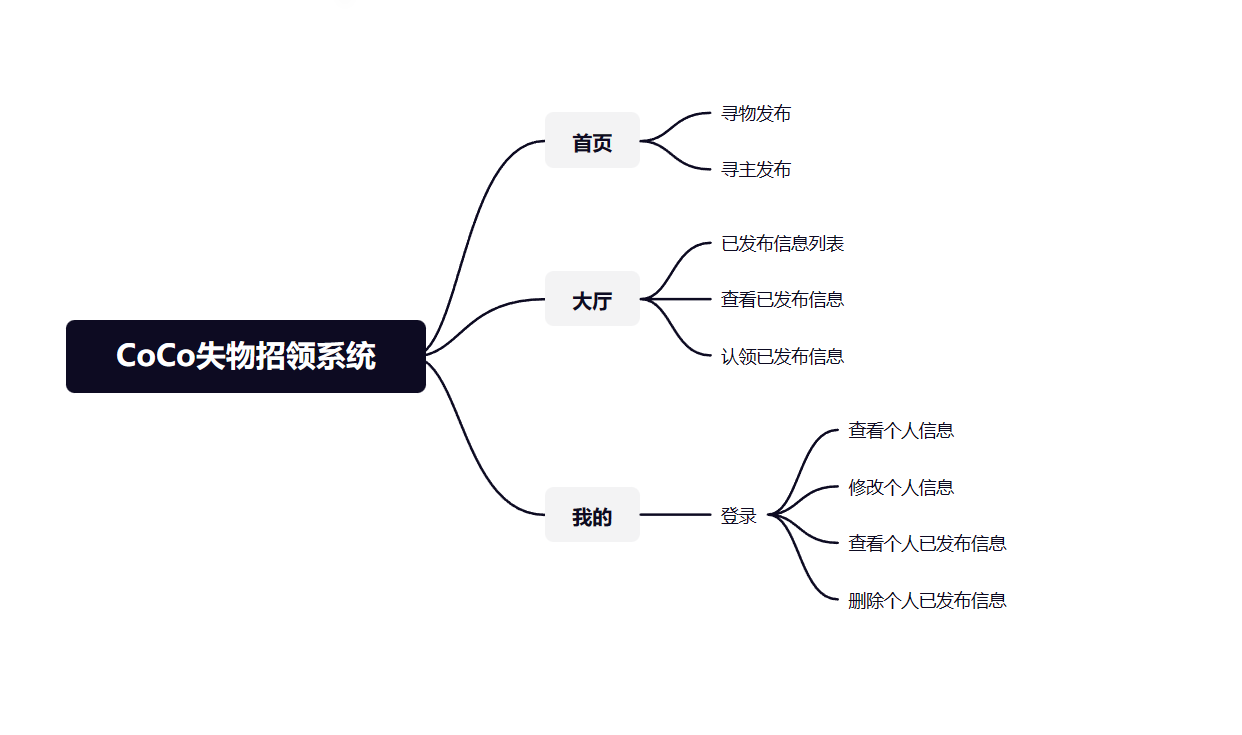 CoCo失物招领系统
首页
寻物发布
寻主发布
大厅
已发布信息列表
查看已发布信息
认领已发布信息
我的
登录
查看个人信息
修改个人信息
查看个人已发布信息
删除个人已发布信息